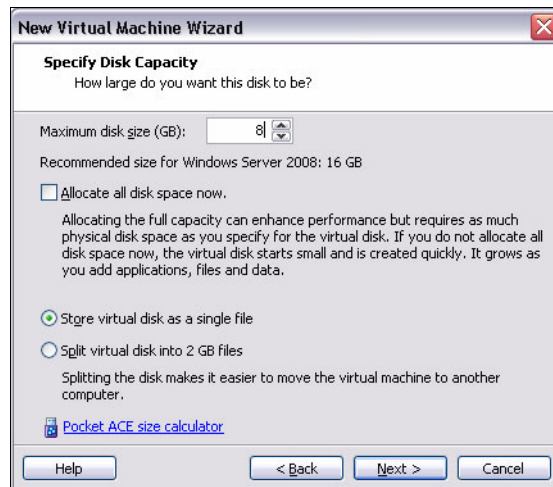 New Virtual Machine Wizard
Specify Disk Capacity
How large do you want this disk to be?
Maximum disk size (GB): 8
Recommended size for Windows Server 2008: 16 GB
Allocate all disk space now.
Allocating the full capacity can enhance performance but requires as much
physical disk space as you specify for the virtual disk. If you do not allocate all
disk space now, the virtual disk starts small and is created quickly. It grows as
you add applications, files and data.
Store virtual disk as a single file
Split virtual disk into 2 GB files
Splitting the disk makes it easier to move the virtual machine to another
computer.
Pocket ACE size calculator
Help < Back Next > Cancel